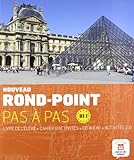 NOUVEAU
ROND-POINT
PAS À PAS
B1.1
LIVRE DE L'ÉLÈVE + CAHIER D'ACTIVITÉS + CD AUDIO + ACTIVITÉS 2.0